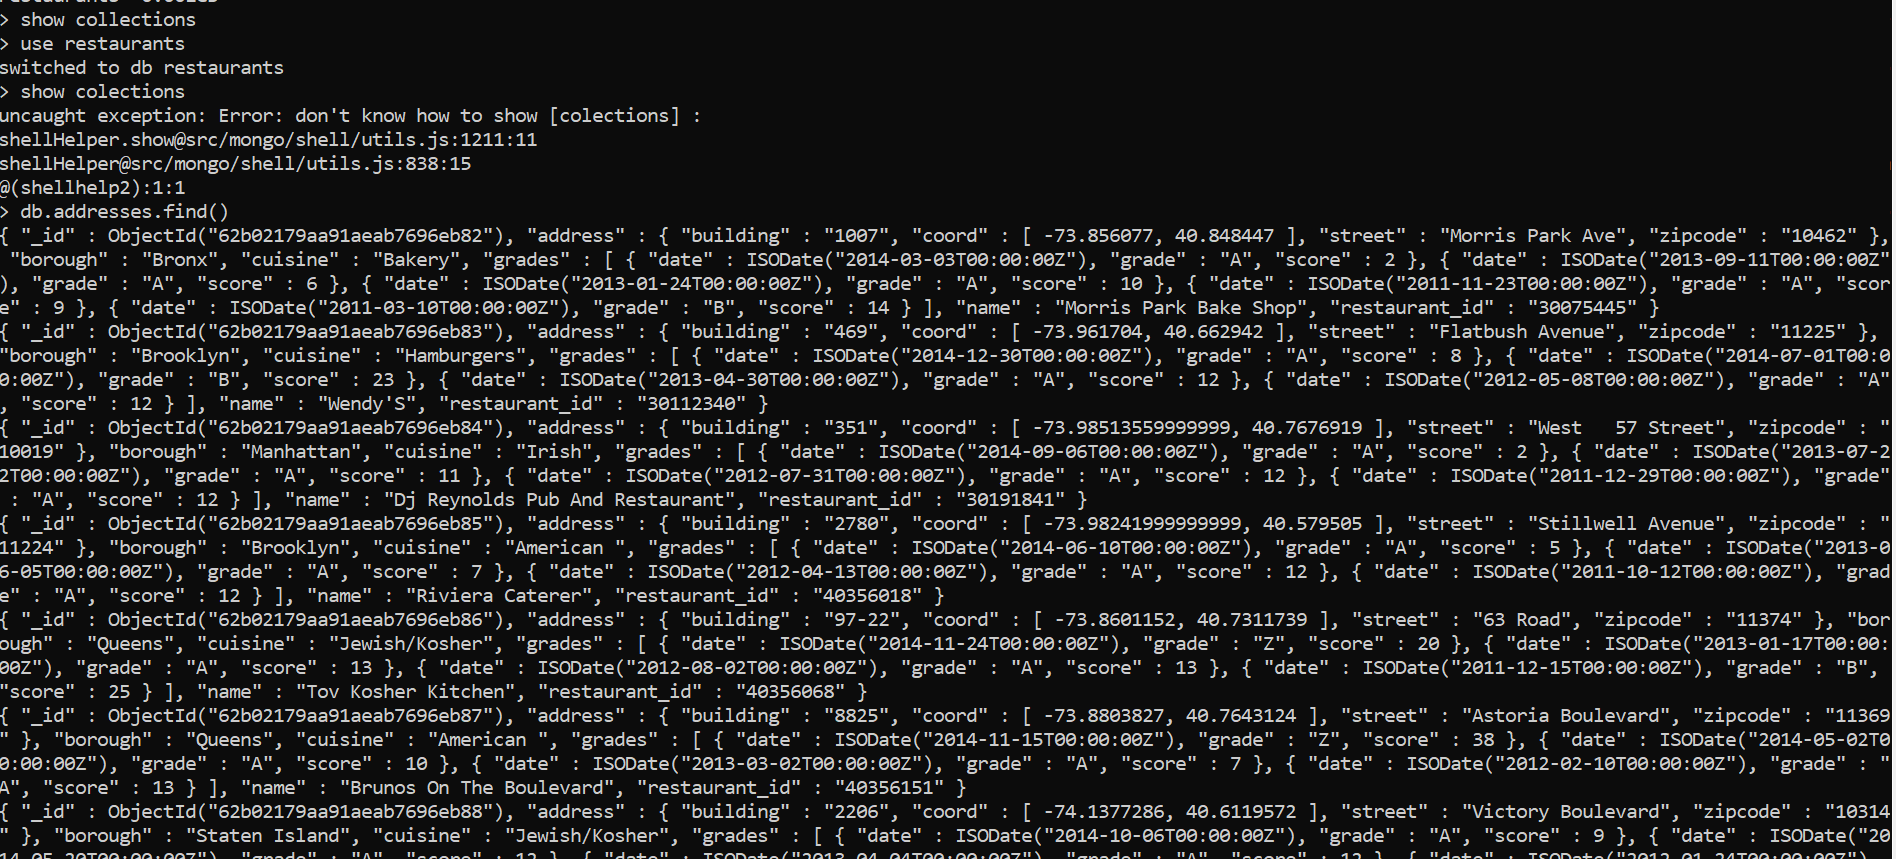 > show collections
> use restaurants
switched to db restaurants
> show colections
uncaught exception: Error: don't know how to show [colections] :
shellHelper.show@src/mongo/shell/utils.js:1211:11
shellHelper@src/mongo/shell/utils.js:838:15
@(shellhelp2):1:1
> db.addresses.find()
{ "_id" : ObjectId("62b02179aa91aeab7696eb82"), "address" : { "building" : "1007", "coord" : [ -73.856077, 40.848447 ], "street" : "Morris Park Ave", "zipcode" : "10462" },
"borough" : "Bronx", "cuisine" : "Bakery", "grades" : [ { "date" : ISODate("2014-03-03T00:00:00Z"), "grade" : "A", "score" : 2 }, { "date" : ISODate("2013-09-11T00:00:00Z"
), "grade" : "A", "score" : 6 }, { "date" : ISODate("2013-01-24T00:00:00Z"), "grade" : "A", "score" : 10 }, { "date" : ISODate("2011-11-23T00:00:00Z"), "grade" : "A", "scor
e" : 9 }, { "date" : ISODate("2011-03-10T00:00:00Z"), "grade" : "B", "score" : 14 } ], "name" : "Morris Park Bake Shop", "restaurant_id" : "30075445" }
{ "_id" : ObjectId("62b02179aa91aeab7696eb83"), "address" : { "building" : "469", "coord" : [ -73.961704, 40.662942 ], "street" : "Flatbush Avenue", "zipcode" : "11225" },
"borough" : "Brooklyn", "cuisine" : "Hamburgers", "grades" : [ { "date" : ISODate("2014-12-30T00:00:00Z"), "grade" : "A", "score" : 8 }, { "date" : ISODate("2014-07-01T00:0
0:00Z"), "grade" : "B", "score" : 23 }, { "date" : ISODate("2013-04-30T00:00:00Z"), "grade" : "A", "score" : 12 }, { "date" : ISODate("2012-05-08T00:00:00Z"), "grade" : "A"
, "score" : 12 } ], "name" : "Wendy'S", "restaurant_id" : "30112340" }
{ "_id" : ObjectId("62b02179aa91aeab7696eb84"), "address" : { "building" : "351", "coord" : [ -73.98513559999999, 40.7676919 ], "street" : "West   57 Street", "zipcode" : "
10019" }, "borough" : "Manhattan", "cuisine" : "Irish", "grades" : [ { "date" : ISODate("2014-09-06T00:00:00Z"), "grade" : "A", "score" : 2 }, { "date" : ISODate("2013-07-2
2T00:00:00Z"), "grade" : "A", "score" : 11 }, { "date" : ISODate("2012-07-31T00:00:00Z"), "grade" : "A", "score" : 12 }, { "date" : ISODate("2011-12-29T00:00:00Z"), "grade"
: "A", "score" : 12 } ], "name" : "Dj Reynolds Pub And Restaurant", "restaurant_id" : "30191841" }
{ "_id" : ObjectId("62b02179aa91aeab7696eb85"), "address" : { "building" : "2780", "coord" : [ -73.98241999999999, 40.579505 ], "street" : "Stillwell Avenue", "zipcode" : "
11224" }, "borough" : "Brooklyn", "cuisine" : "American ", "grades" : [ { "date" : ISODate("2014-06-10T00:00:00Z"), "grade" : "A", "score" : 5 }, { "date" : ISODate("2013-0
6-05T00:00:00Z"), "grade" : "A", "score" : 7 }, { "date" : ISODate("2012-04-13T00:00:00Z"), "grade" : "A", "score" : 12 }, { "date" : ISODate("2011-10-12T00:00:00Z"), "grad
e" : "A", "score" : 12 } ], "name" : "Riviera Caterer", "restaurant_id" : "40356018" }
{ "_id" : ObjectId("62b02179aa91aeab7696eb86"), "address" : { "building" : "97-22", "coord" : [ -73.8601152, 40.7311739 ], "street" : "63 Road", "zipcode" : "11374" }, "bor
ough" : "Queens", "cuisine" : "Jewish/Kosher", "grades" : [ { "date" : ISODate("2014-11-24T00:00:00Z"), "grade" : "Z", "score" : 20 }, { "date" : ISODate("2013-01-17T00:00:
00Z"), "grade" : "A", "score" : 13 }, { "date" : ISODate("2012-08-02T00:00:00Z"), "grade" : "A", "score" : 13 }, { "date" : ISODate("2011-12-15T00:00:00Z"), "grade" : "B",
"score" : 25 } ], "name" : "Tov Kosher Kitchen", "restaurant_id" : "40356068" }
{ "_id" : ObjectId("62b02179aa91aeab7696eb87"), "address" : { "building" : "8825", "coord" : [ -73.8803827, 40.7643124 ], "street" : "Astoria Boulevard", "zipcode" : "11369
" }, "borough" : "Queens", "cuisine" : "American ", "grades" : [ { "date" : ISODate("2014-11-15T00:00:00Z"), "grade" : "Z", "score" : 38 }, { "date" : ISODate("2014-05-02T0
0:00:00Z"), "grade" : "A", "score" : 10 }, { "date" : ISODate("2013-03-02T00:00:00Z"), "grade" : "A", "score" : 7 }, { "date" : ISODate("2012-02-10T00:00:00Z"), "grade" : "
A", "score" : 13 } ], "name" : "Brunos On The Boulevard", "restaurant_id" : "40356151" }
{ "_id" : ObjectId("62b02179aa91aeab7696eb88"), "address" : { "building" : "2206", "coord" : [ -74.1377286, 40.6119572 ], "street" : "Victory Boulevard", "zipcode" : "10314
" }, "borough" : "Staten Island", "cuisine" : "Jewish/Kosher", "grades" : [ { "date" : ISODate("2014-10-06T00:00:00Z"), "grade" : "A", "score" : 9 }, { "date" : ISODate("20